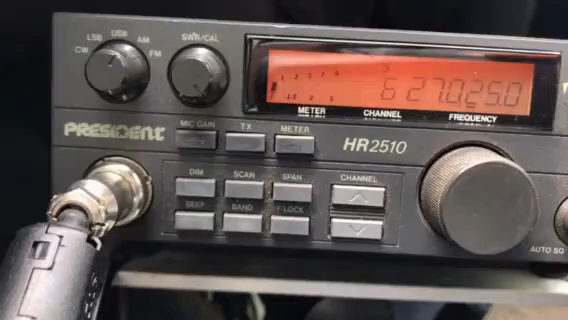 LSB USB AM
CW FM
SWR/CAL
6 27.025.0
METER CHANNEL FREQUENCY
PRESIDENT
MIC GAIN TX METER
HR2510
DIM SCAN SPAN CHANNEL
BEEP BAND F.LOCK
AUTO SQ